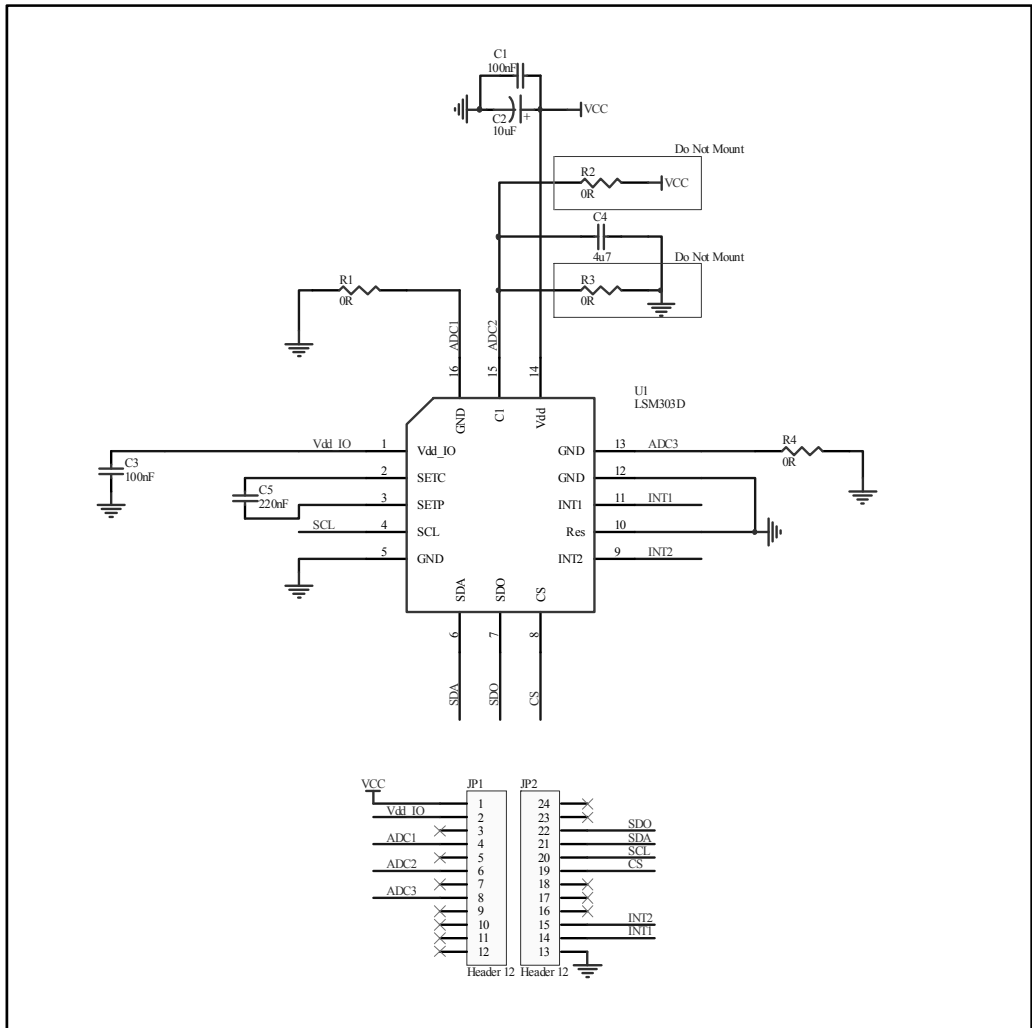 C1
100nF
C2
10uF
+
VCC
Do Not Mount
R2
0R
VCC
C4
4u7
Do Not Mount
R3
0R
R1
0R
ADC1
ADC2
16
15
14
U1
LSM303D
GND
C1
Vdd
Vdd_IO
1
Vdd_IO
GND
13
ADC3
R4
0R
C3
100nF
2
SETC
GND
12
C5
220nF
3
SETP
INT1
11
INT1
SCL
4
SCL
Res
10
5
GND
INT2
9
INT2
SDA
SDO
CS
6
7
8
SDA
SDO
CS
VCC
JP1
JP2
1
24
Vdd_IO
2
23
3
22
SDO
ADC1
4
21
SDA
5
20
SCL
ADC2
6
19
CS
7
18
ADC3
8
17
9
16
10
15
INT2
11
14
INT1
12
13
Header 12
Header 12